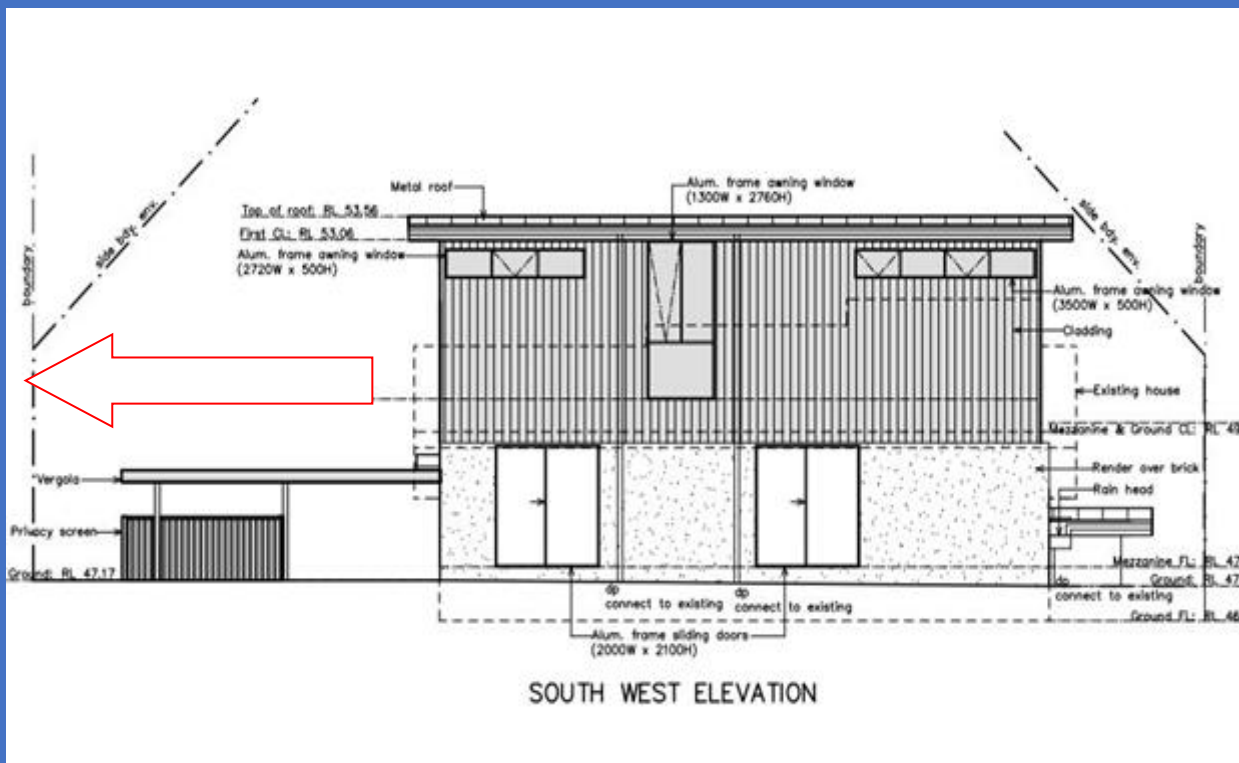 Metal roof
Alum. frame awning window
(1300W x 2760H)
side bdy. env.
side bdy. env.
boundary
boundary
Top of roof: RL 53.56
First CL: RL 53.06
Alum. frame awning window
(2720W x 500H)
Alum. frame awning window
(3500W x 500H)
Cladding
Existing house
Mezzanine & Ground CL: RL 49
Render over brick
Rain head
Vergola
Privacy screen
Ground: RL 47.17
Mezzanine FL: RL 47
Ground: RL 47
dp
connect to existing
dp
connect to existing
dp
connect to existing
Ground FL: RL 46
Alum. frame sliding doors
(2000W x 2100H)
SOUTH WEST ELEVATION